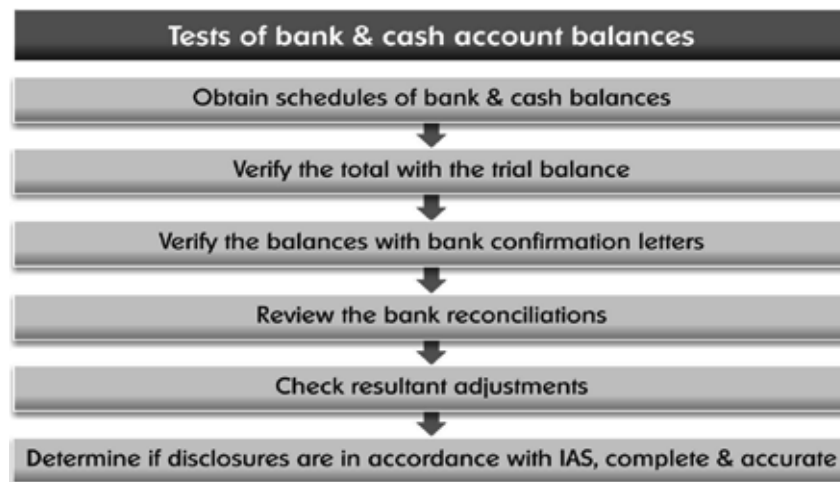 Tests of bank & cash account balances
Obtain schedules of bank & cash balances
Verify the total with the trial balance
Verify the balances with bank confirmation letters
Review the bank reconciliations
Check resultant adjustments
Determine if disclosures are in accordance with IAS, complete & accurate